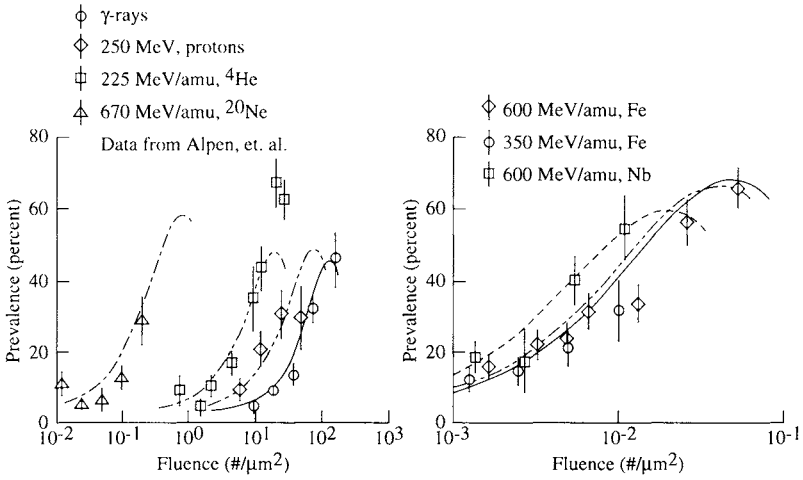 γ-rays
250 MeV, protons
225 MeV/amu, ⁴He
670 MeV/amu, ²⁰Ne
Data from Alpen, et. al.
80
60
40
20
0
Prevalence (percent)
10⁻² 10⁻¹ 10⁰ 10¹ 10² 10³
Fluence (#/μm²)
600 MeV/amu, Fe
350 MeV/amu, Fe
600 MeV/amu, Nb
80
60
40
20
0
Prevalence (percent)
10⁻³ 10⁻² 10⁻¹
Fluence (#/μm²)